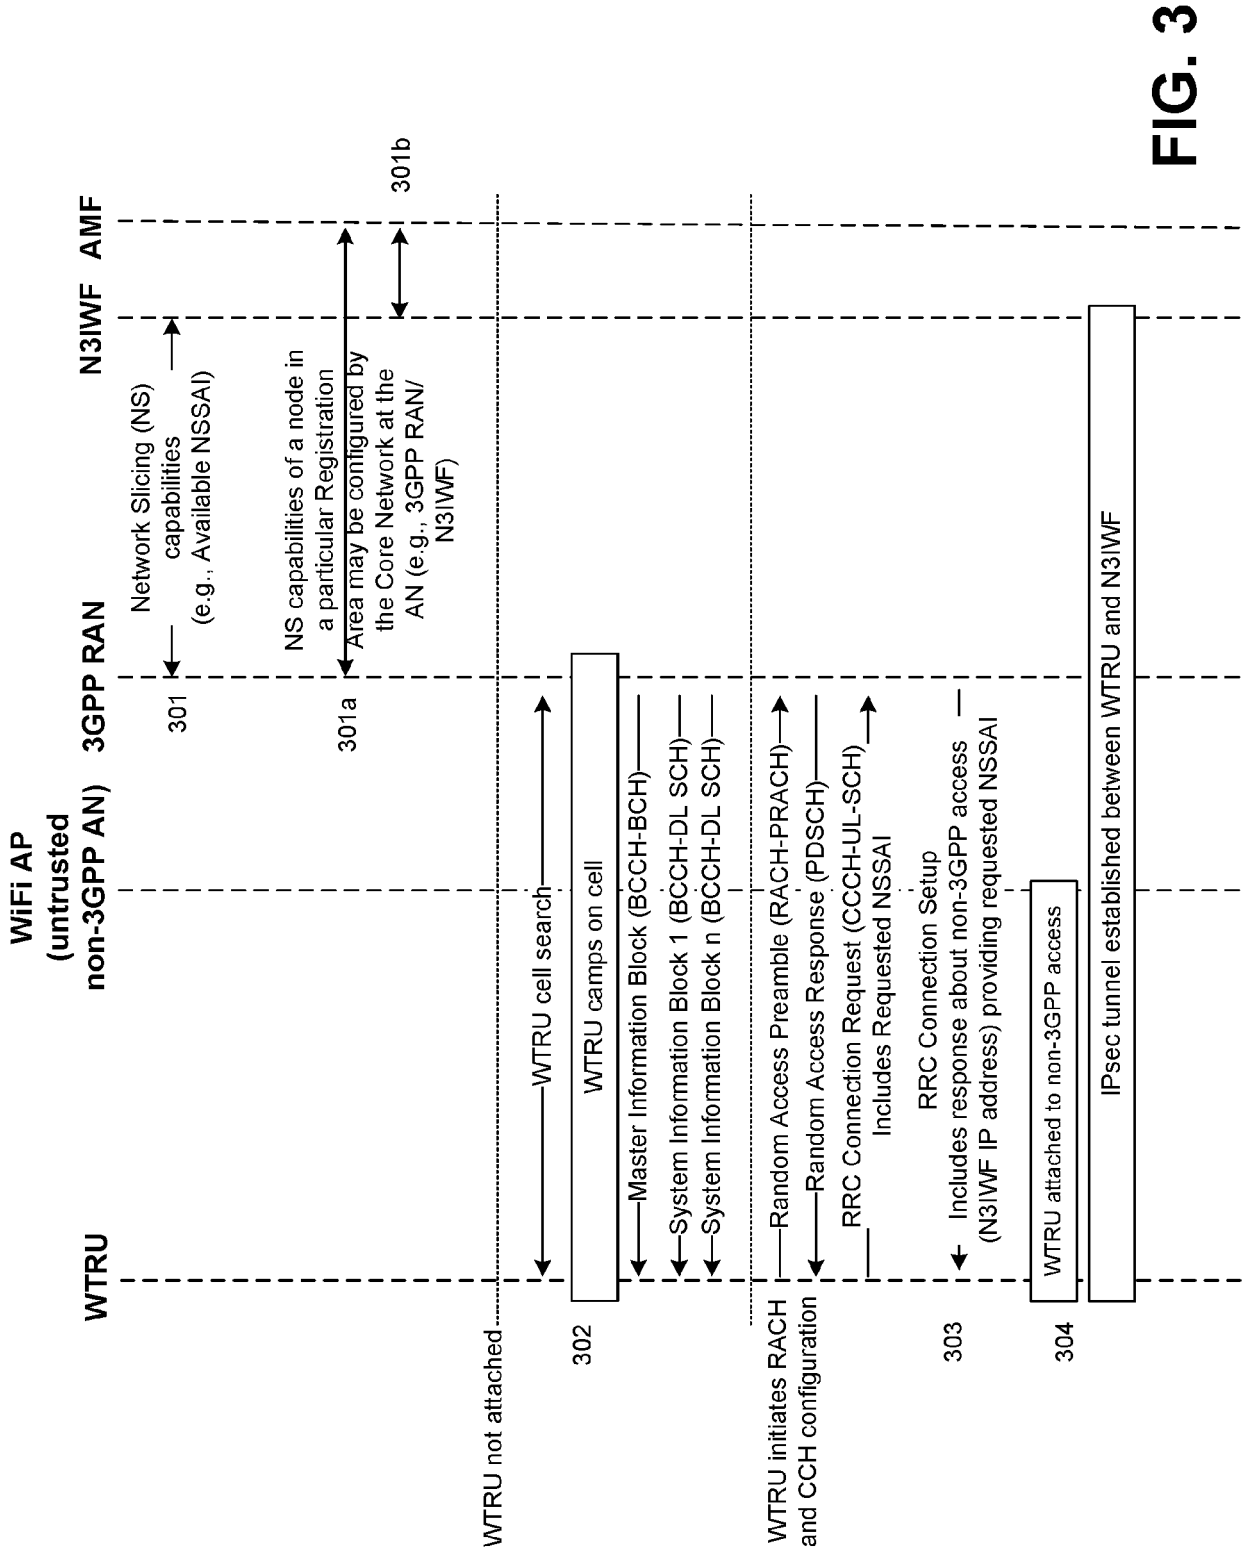 WiFi AP
(untrusted
non-3GPP AN)
WTRU
3GPP RAN
N3IWF
AMF
Network Slicing (NS)
capabilities
(e.g., Available NSSAI)
301
NS capabilities of a node in
a particular Registration
Area may be configured by
the Core Network at the
AN (e.g., 3GPP RAN/
N3IWF)
301a
301b
WTRU not attached
WTRU cell search
302
WTRU camps on cell
Master Information Block (BCCH-BCH)
System Information Block 1 (BCCH-DL SCH)
System Information Block n (BCCH-DL SCH)
WTRU initiates RACH
and CCH configuration
Random Access Preamble (RACH-PRACH)
Random Access Response (PDSCH)
RRC Connection Request (CCCH-UL-SCH)
Includes Requested NSSAI
303
RRC Connection Setup
Includes response about non-3GPP access
(N3IWF IP address) providing requested NSSAI
304
WTRU attached to non-3GPP access
IPsec tunnel established between WTRU and N3IWF
FIG. 3